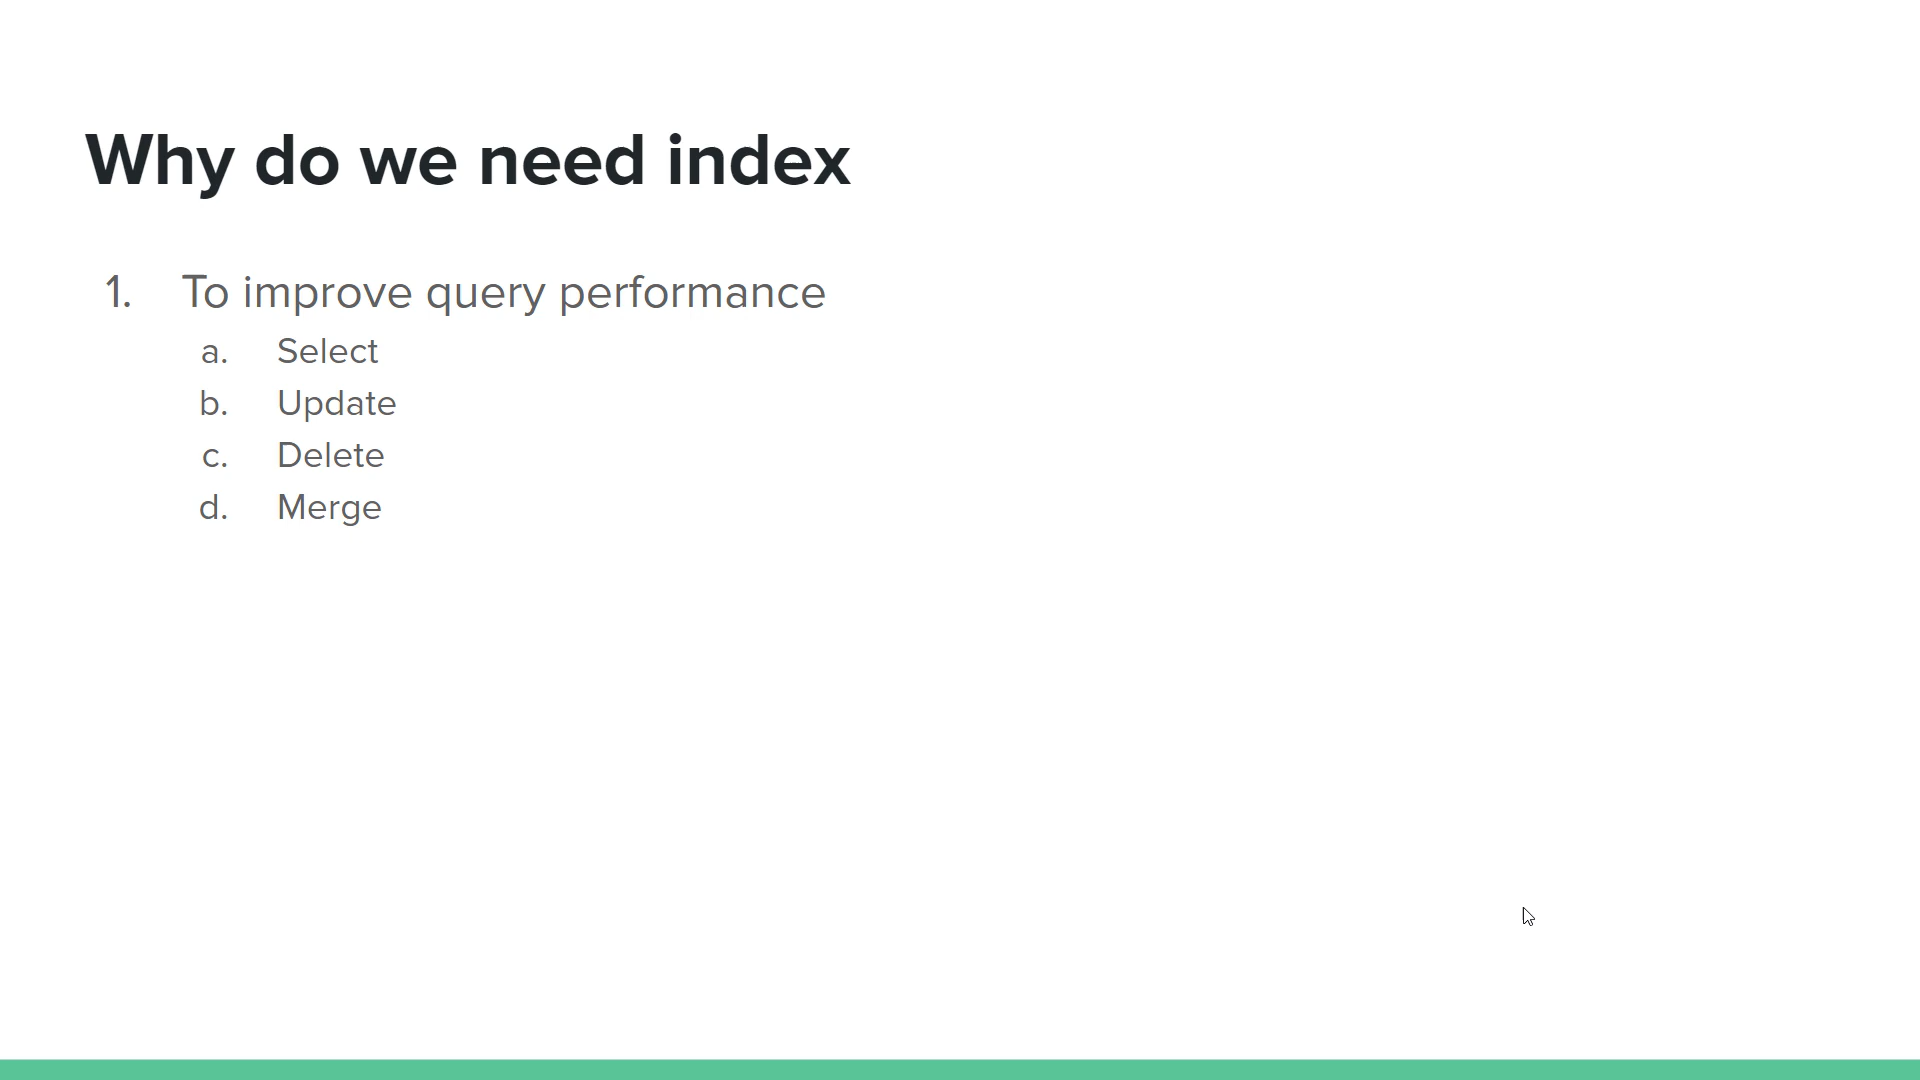 Why do we need index
1. To improve query performance
a. Select
b. Update
c. Delete
d. Merge